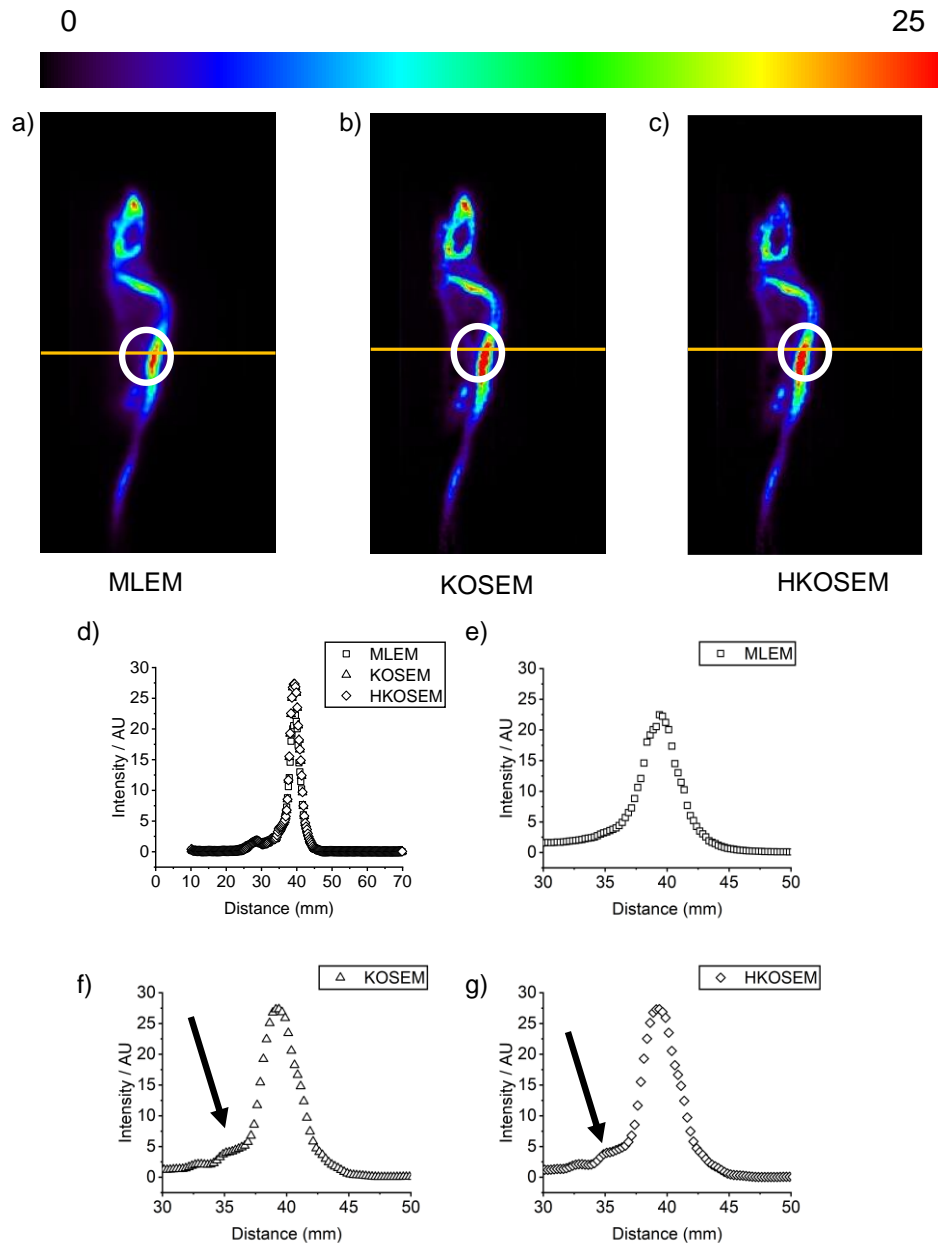 0 25
a) b) c)
MLEM KOSEM HKOSEM
d)
MLEM
KOSEM
HKOSEM
30
25
20
15
10
5
0
Intensity / AU
0 10 20 30 40 50 60 70
Distance (mm)
e)
MLEM
30
25
20
15
10
5
0
Intensity / AU
30 35 40 45 50
Distance (mm)
f)
KOSEM
30
25
20
15
10
5
0
Intensity / AU
30 35 40 45 50
Distance (mm)
g)
HKOSEM
30
25
20
15
10
5
0
Intensity / AU
30 35 40 45 50
Distance (mm)